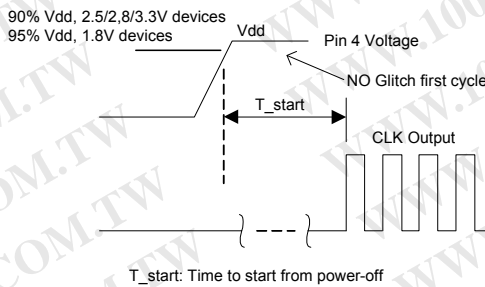 90% Vdd, 2.5/2,8/3.3V devices
95% Vdd, 1.8V devices
Vdd
Pin 4 Voltage
NO Glitch first cycle
T_start
CLK Output
T_start: Time to start from power-off